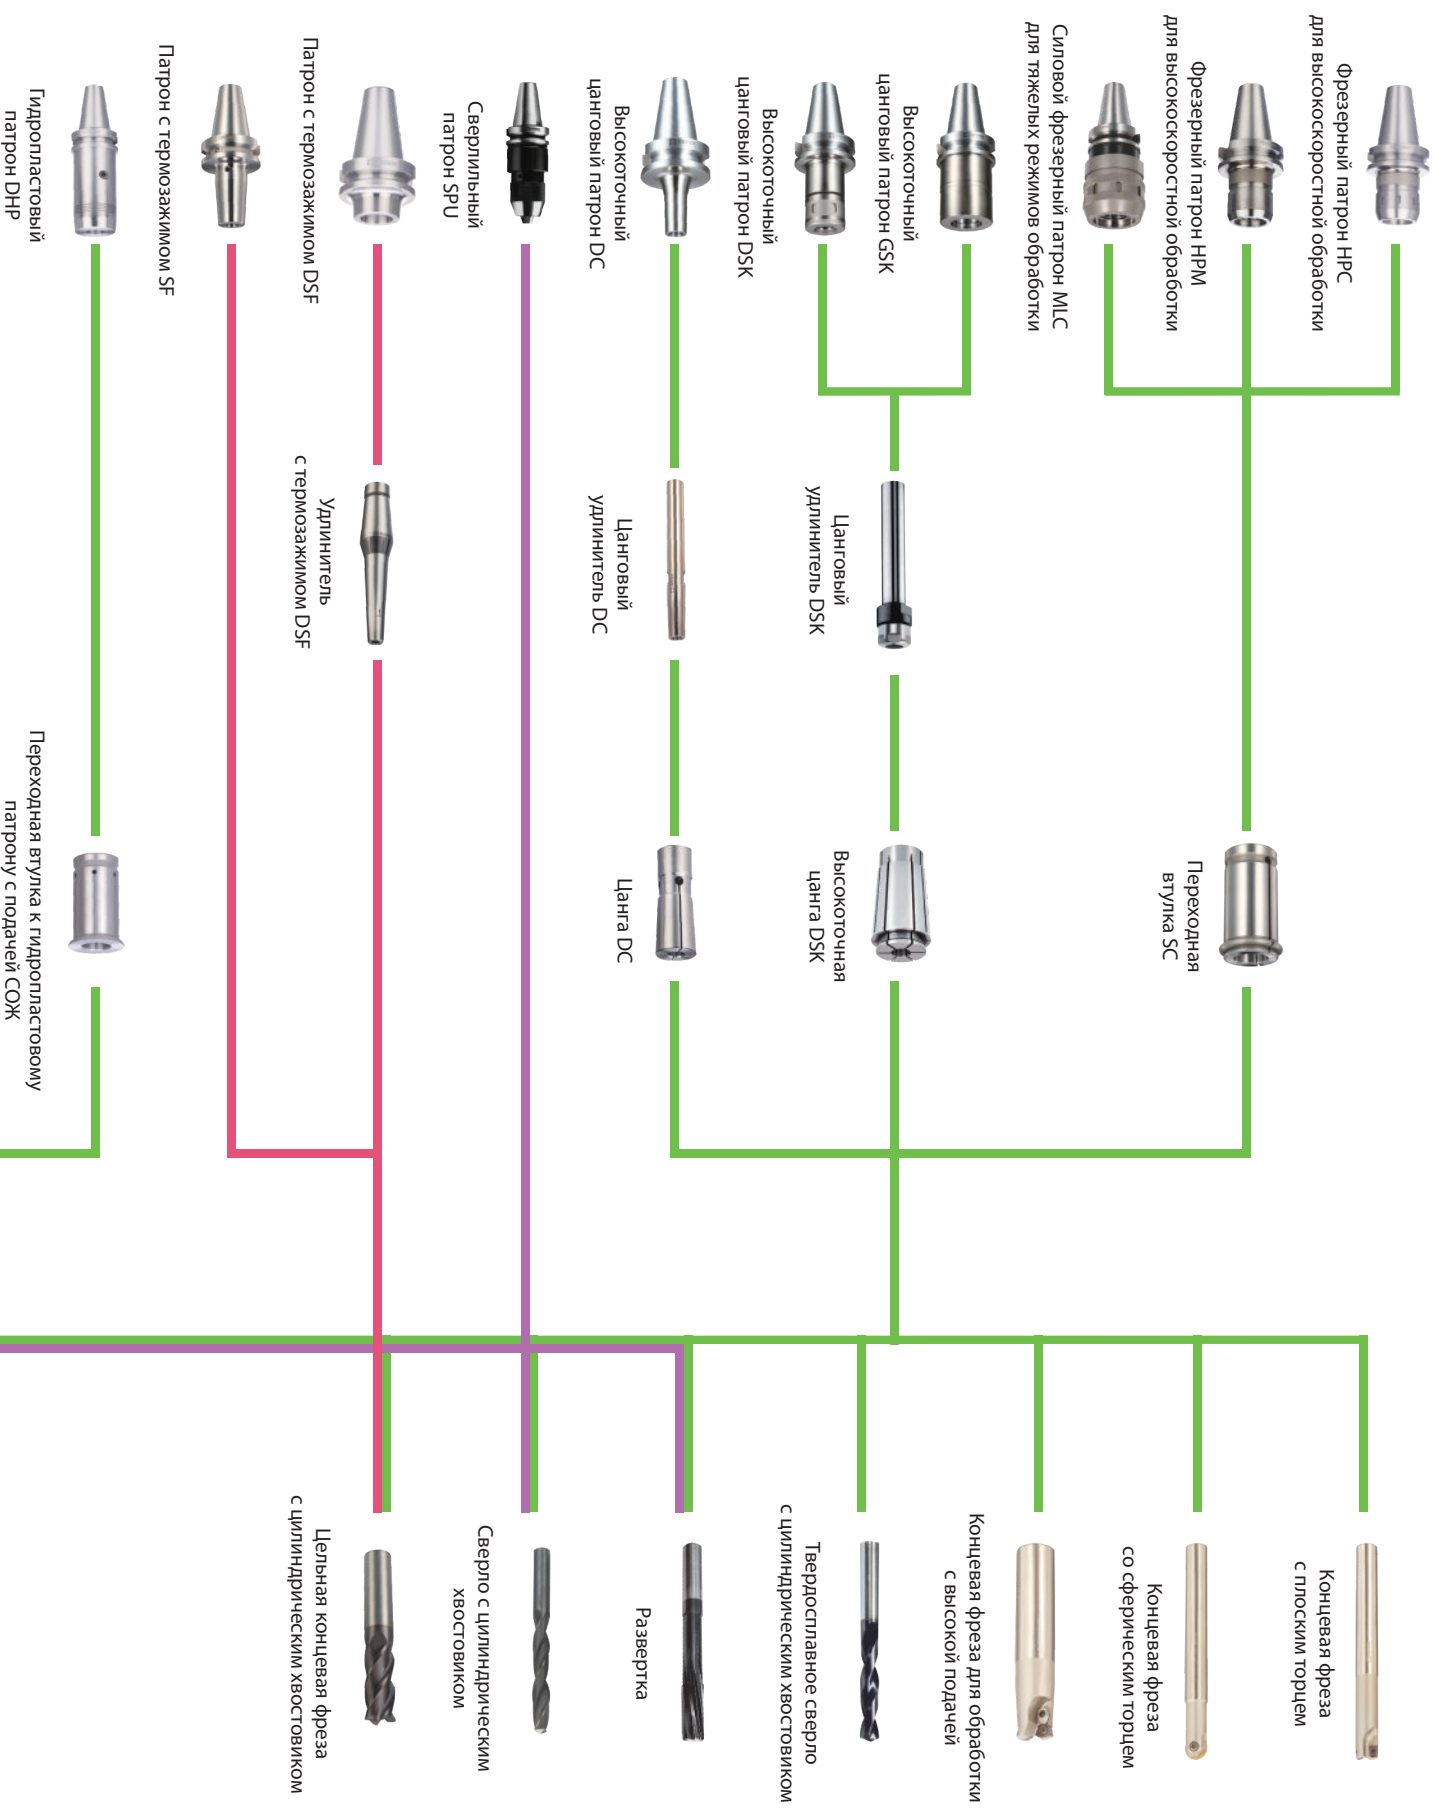 Фрезерный патрон HPC
для высокоскоростной обработки
Фрезерный патрон HPM
для высокоскоростной обработки
Силовой фрезерный патрон MLC
для тяжелых режимов обработки
Высокоточный
цанговый патрон GSK
Высокоточный
цанговый патрон DSK
Высокоточный
цанговый патрон DC
Сверлильный
патрон SPU
Патрон с термозажимом DSF
Патрон с термозажимом SF
Гидропластовый
патрон DHP
Цанговый
удлинитель DSK
Цанговый
удлинитель DC
Удлинитель
с термозажимом DSF
Переходная
втулка SC
Высокоточная
цанга DSK
Цанга DC
Переходная втулка к гидропластовому
патрону с подачей СОЖ
Концевая фреза
с плоским торцем
Концевая фреза
со сферическим торцем
Концевая фреза для обработки
с высокой подачей
Твердосплавное сверло
с цилиндрическим хвостовиком
Развертка
Сверло с цилиндрическим
хвостовиком
Цельная концевая фреза
с цилиндрическим хвостовиком